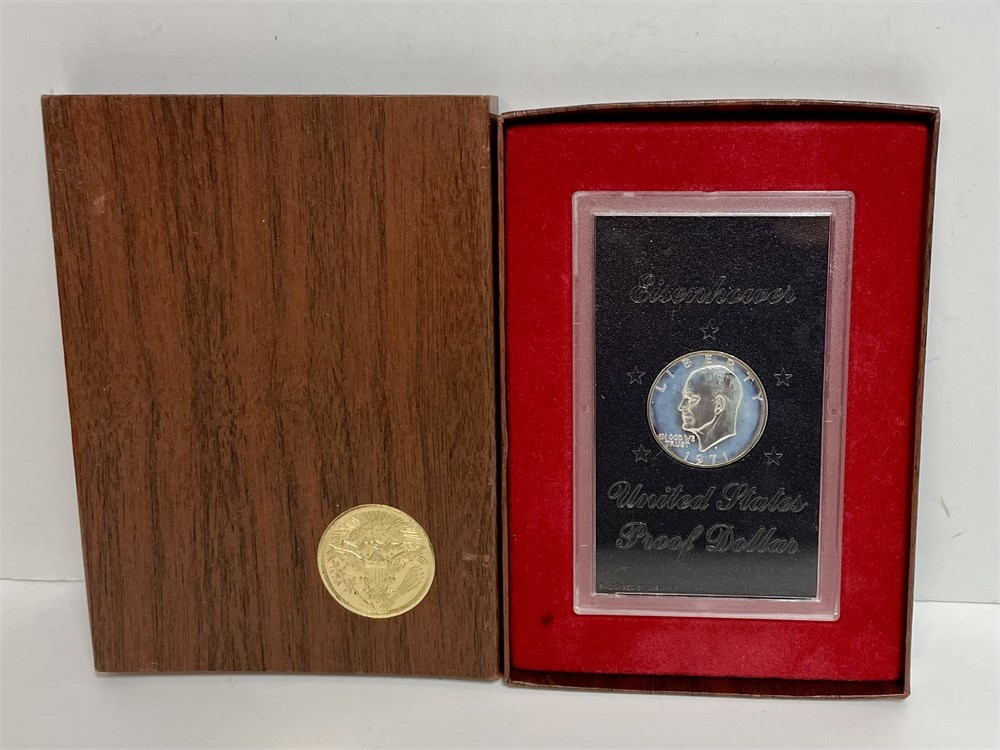 Eisenhower
LIBERTY
IN GOD WE
TRUST
1971
United States
Proof Dollar